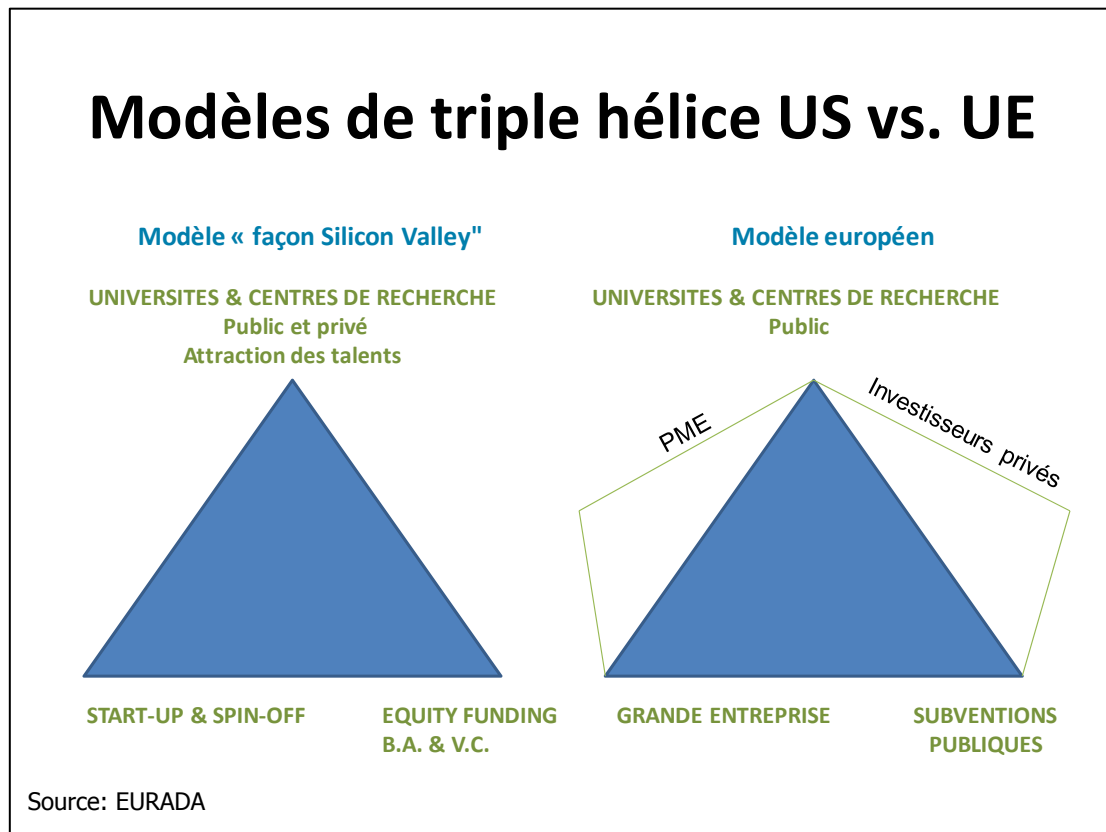 Modèles de triple hélice US vs. UE
Modèle « façon Silicon Valley"
UNIVERSITES & CENTRES DE RECHERCHE
Public et privé
Attraction des talents
START-UP & SPIN-OFF
EQUITY FUNDING
B.A. & V.C.
Modèle européen
UNIVERSITES & CENTRES DE RECHERCHE
Public
PME
Investisseurs privés
GRANDE ENTREPRISE
SUBVENTIONS
PUBLIQUES
Source: EURADA